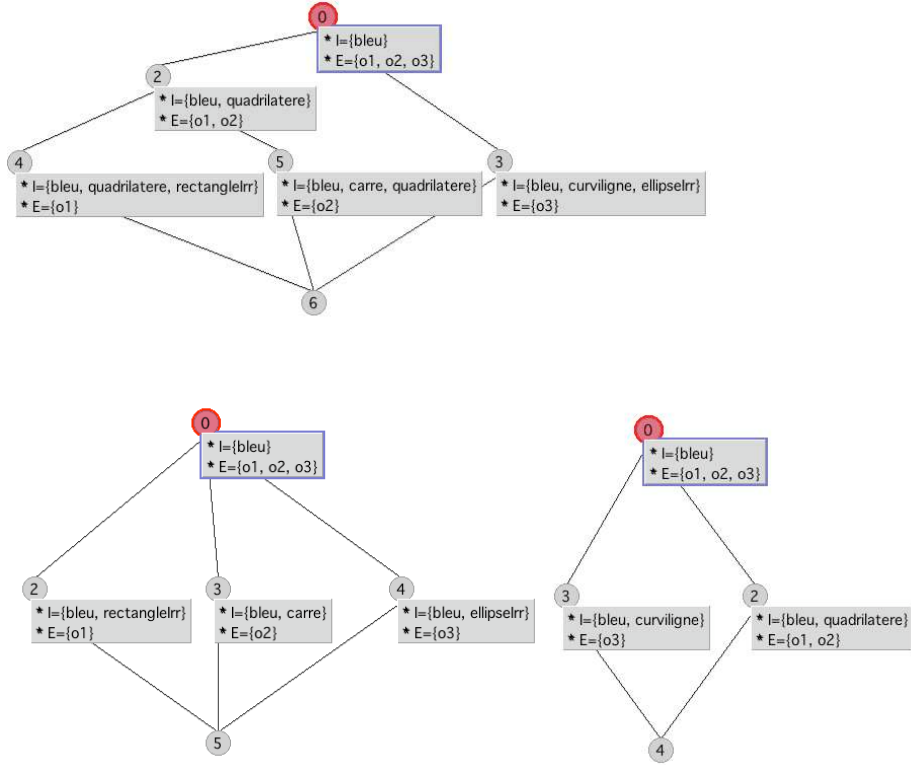 0
* I={bleu}
* E={o1, o2, o3}
2
* I={bleu, quadrilatere}
* E={o1, o2}
4
* I={bleu, quadrilatere, rectangleIrr}
* E={o1}
5
* I={bleu, carre, quadrilatere}
* E={o2}
3
* I={bleu, curviligne, ellipseIrr}
* E={o3}
6
0
* I={bleu}
* E={o1, o2, o3}
2
* I={bleu, rectangleIrr}
* E={o1}
3
* I={bleu, carre}
* E={o2}
4
* I={bleu, ellipseIrr}
* E={o3}
5
0
* I={bleu}
* E={o1, o2, o3}
3
* I={bleu, curviligne}
* E={o3}
2
* I={bleu, quadrilatere}
* E={o1, o2}
4